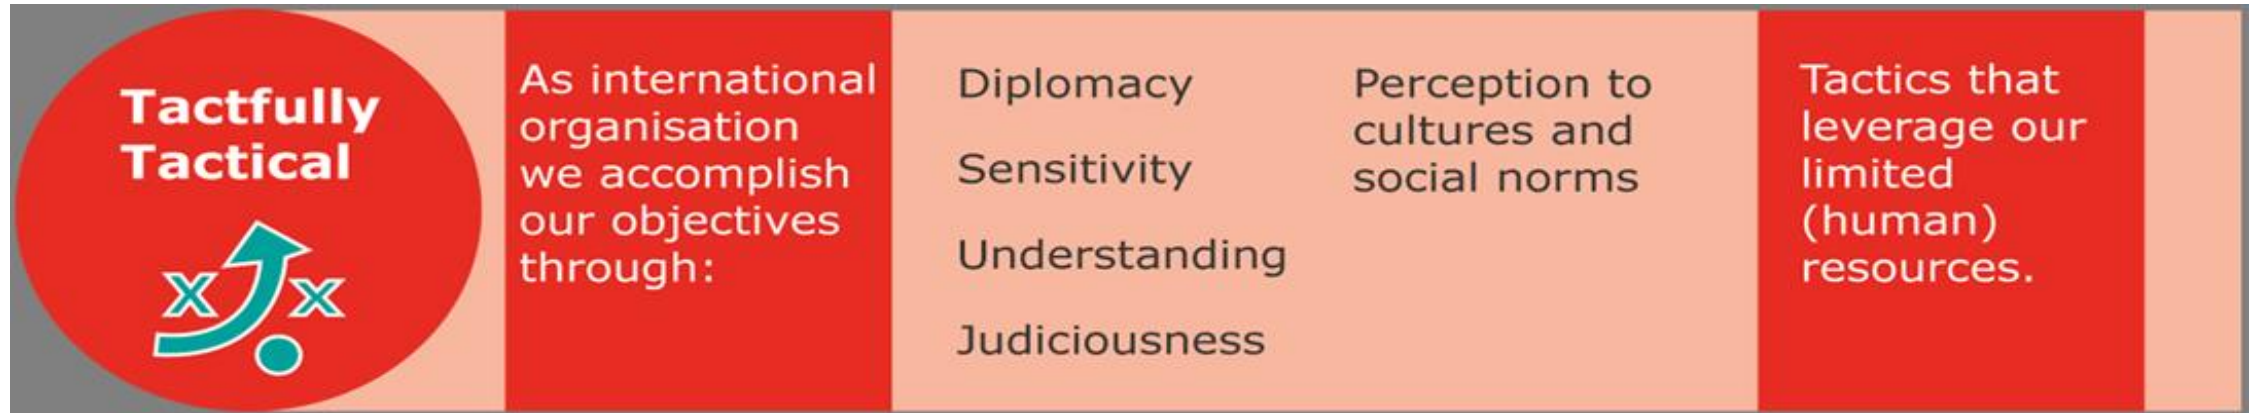 Tactfully
Tactical
As international
organisation
we accomplish
our objectives
through:
Diplomacy
Sensitivity
Understanding
Judiciousness
Perception to
cultures and
social norms
Tactics that
leverage our
limited
(human)
resources.